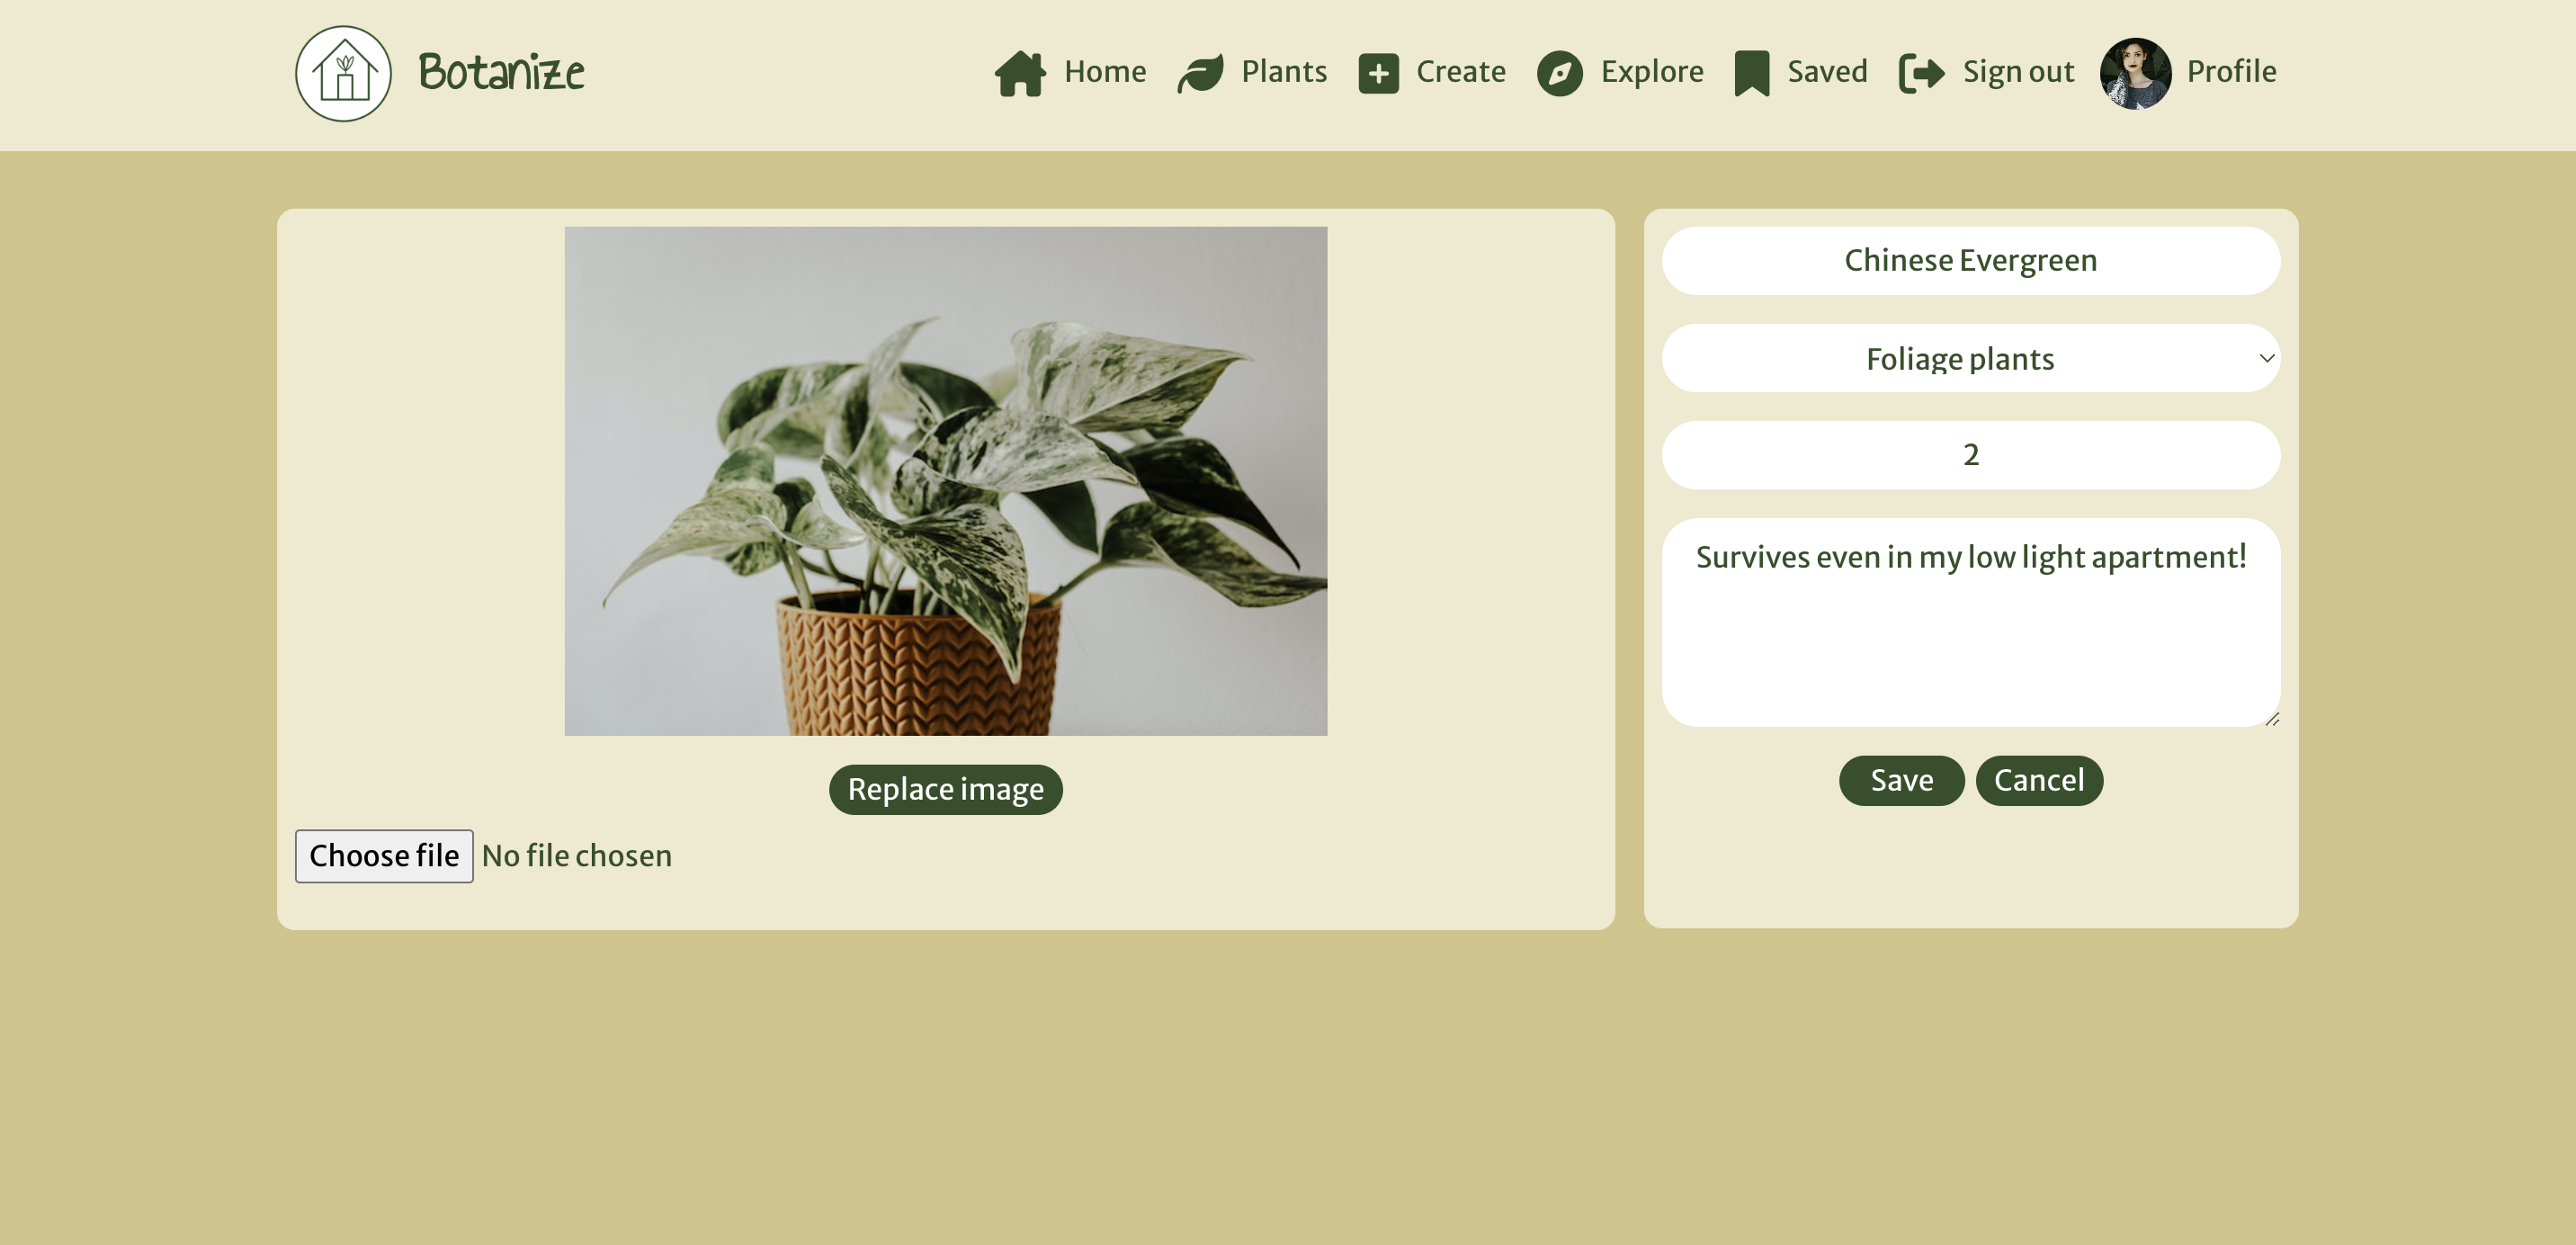 Botanize
Home Plants Create Explore Saved Sign out Profile
Chinese Evergreen
Foliage plants
2
Survives even in my low light apartment!
Save Cancel
Replace image
Choose file No file chosen